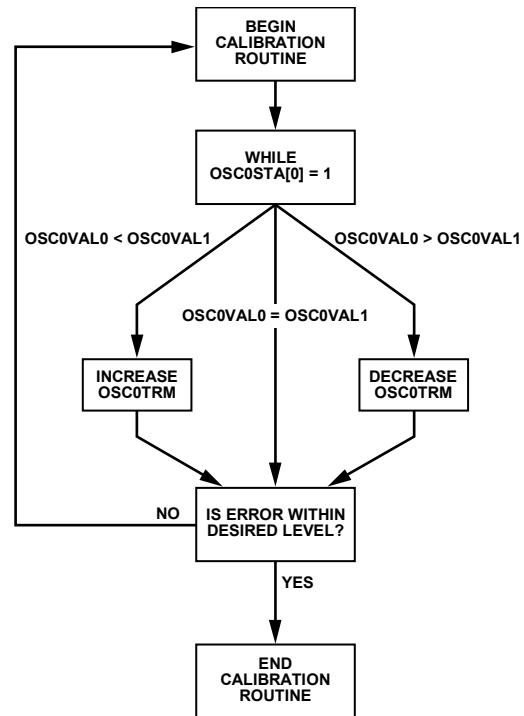 BEGIN
CALIBRATION
ROUTINE
WHILE
OSC0STA[0] = 1
OSC0VAL0 < OSC0VAL1
OSC0VAL0 > OSC0VAL1
OSC0VAL0 = OSC0VAL1
INCREASE
OSC0TRM
DECREASE
OSC0TRM
NO
IS ERROR WITHIN
DESIRED LEVEL?
YES
END
CALIBRATION
ROUTINE